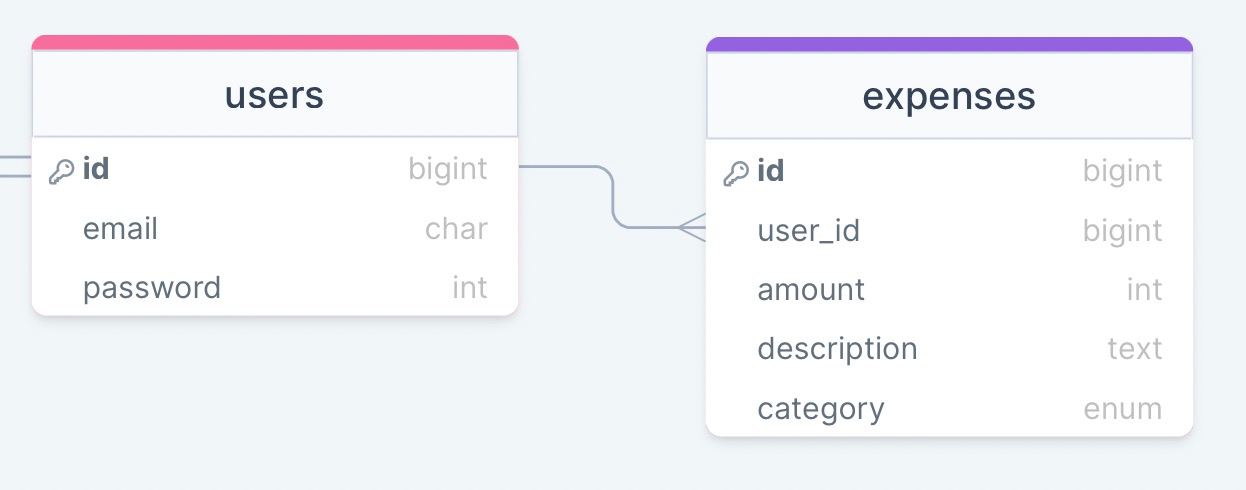 users
id bigint
email char
password int
expenses
id bigint
user_id bigint
amount int
description text
category enum